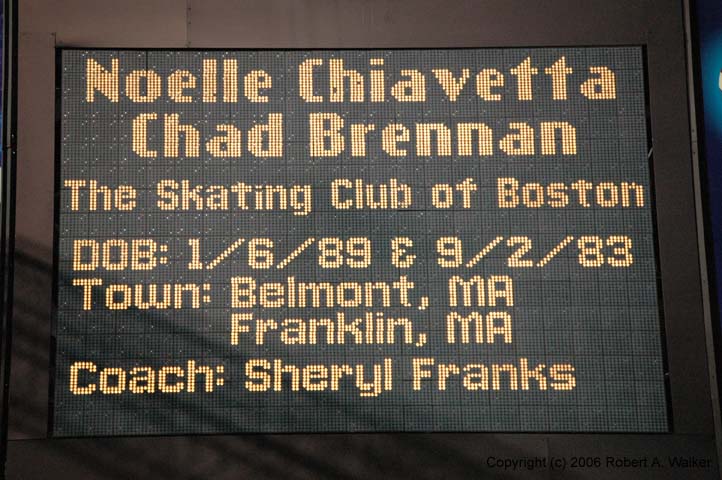 Noelle Chiavetta
Chad Brennan
The Skating Club of Boston
DOB: 1/6/89 & 9/2/83
Town: Belmont, MA
Franklin, MA
Coach: Sheryl Franks
Copyright (c) 2006 Robert A. Walker